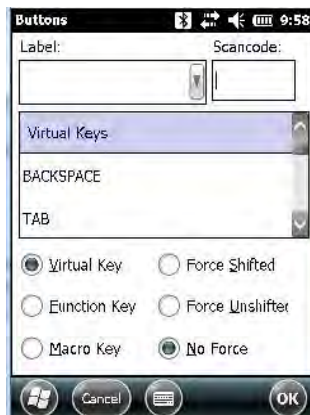 Buttons 9:58
Label: Scancode:
Virtual Keys
BACKSPACE
TAB
Virtual Key Force Shifted
Function Key Force Unshifter
Macro Key No Force
Cancel OK